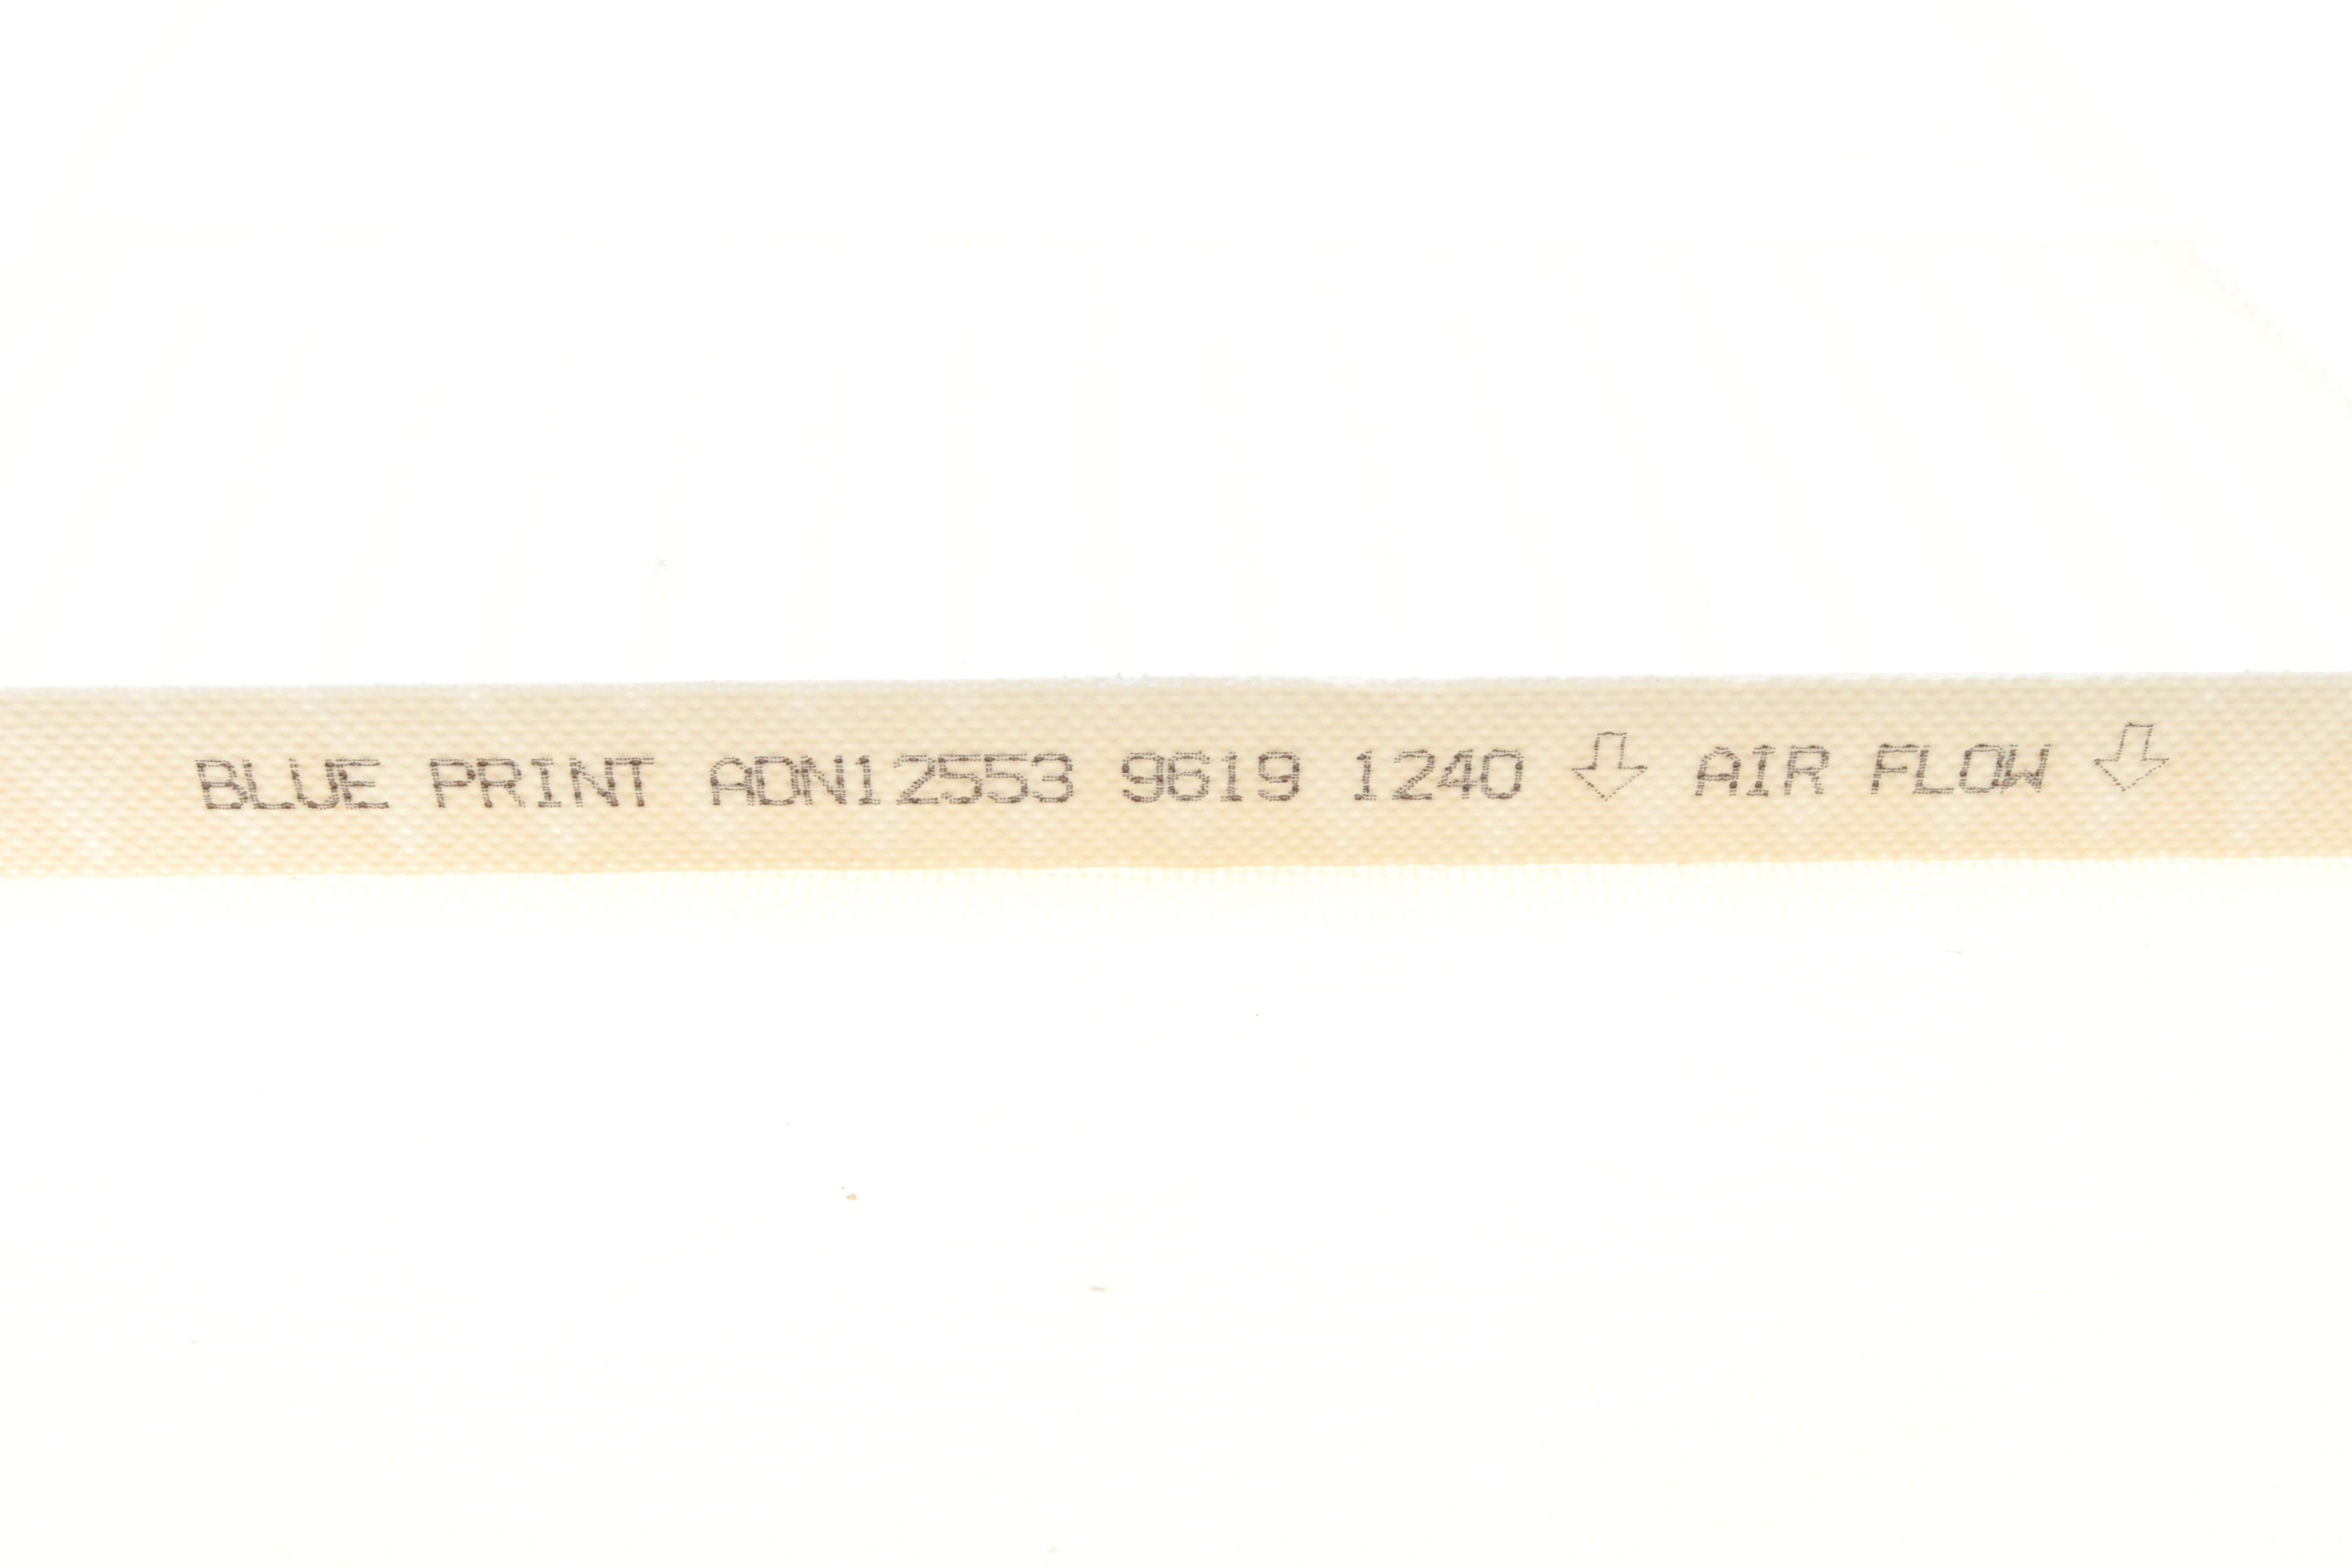 BLUE PRINT ADN12553 9619 1240 ⇩ AIR FLOW ⇩